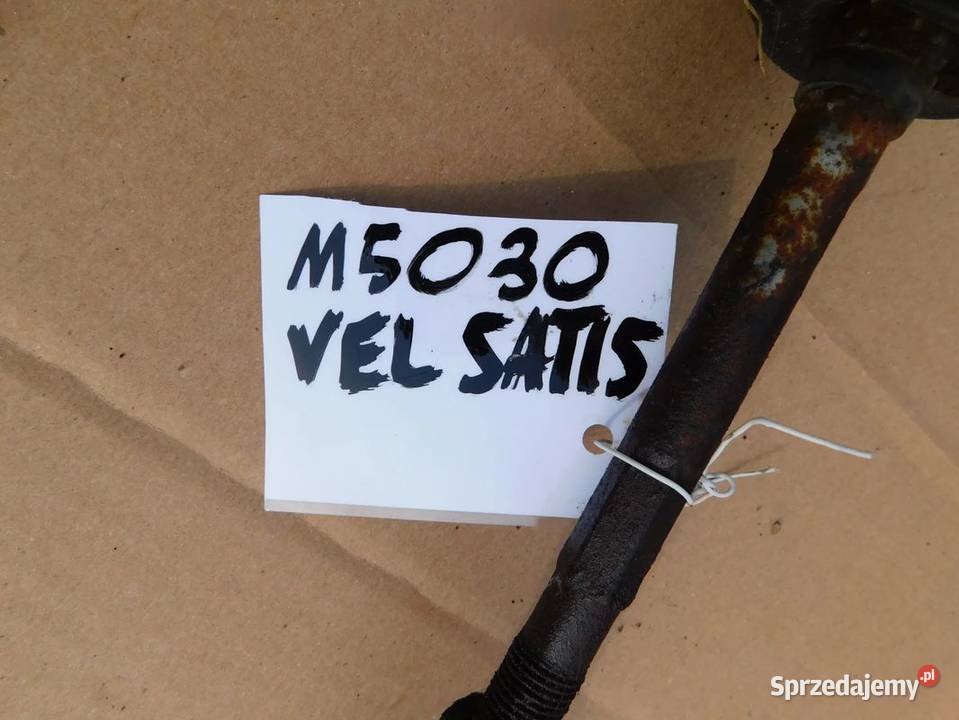 M5030
VEL SATIS
Sprzedajemy.pl